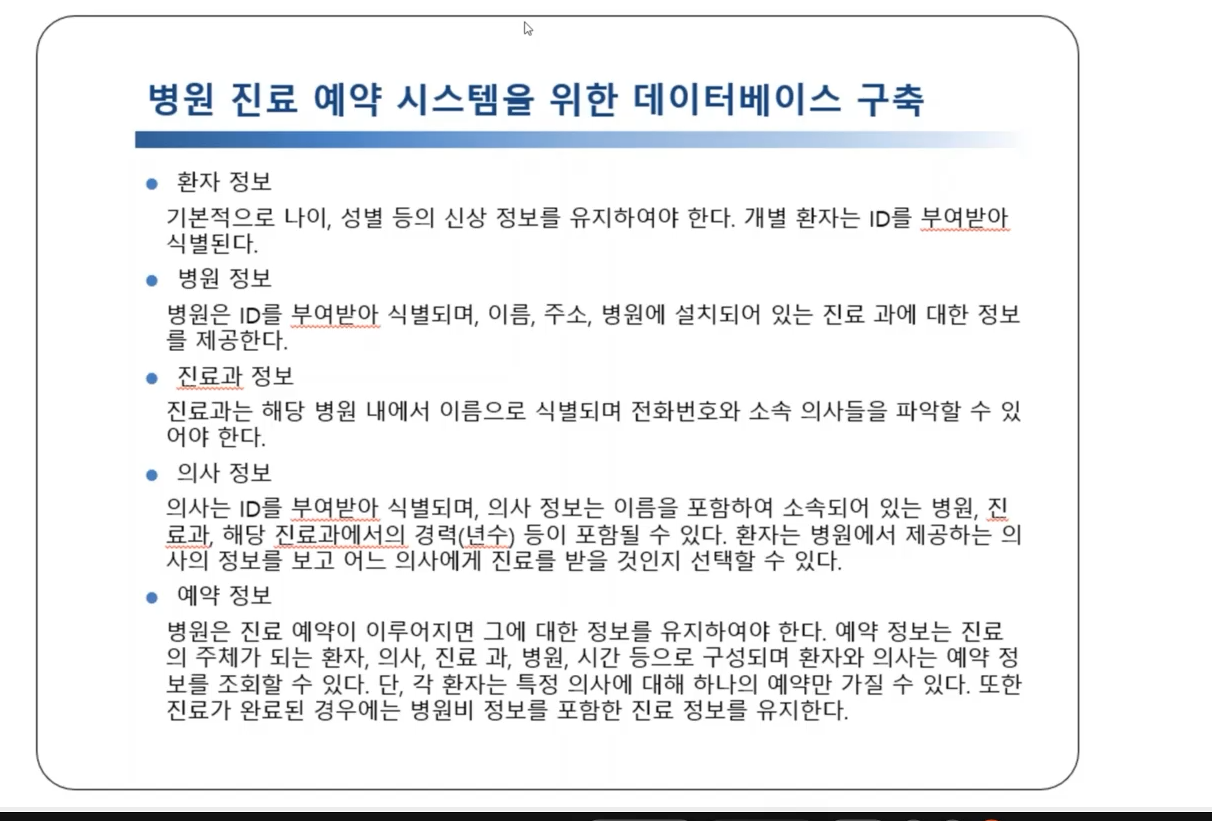 병원 진료 예약 시스템을 위한 데이터베이스 구축
● 환자 정보
기본적으로 나이, 성별 등의 신상 정보를 유지하여야 한다. 개별 환자는 ID를 부여받아
식별된다.
● 병원 정보
병원은 ID를 부여받아 식별되며, 이름, 주소, 병원에 설치되어 있는 진료 과에 대한 정보
를 제공한다.
● 진료과 정보
진료과는 해당 병원 내에서 이름으로 식별되며 전화번호와 소속 의사들을 파악할 수 있
어야 한다.
● 의사 정보
의사는 ID를 부여받아 식별되며, 의사 정보는 이름을 포함하여 소속되어 있는 병원, 진
료과, 해당 진료과에서의 경력(년수) 등이 포함될 수 있다. 환자는 병원에서 제공하는 의
사의 정보를 보고 어느 의사에게 진료를 받을 것인지 선택할 수 있다.
● 예약 정보
병원은 진료 예약이 이루어지면 그에 대한 정보를 유지하여야 한다. 예약 정보는 진료
의 주체가 되는 환자, 의사, 진료 과, 병원, 시간 등으로 구성되며 환자와 의사는 예약 정
보를 조회할 수 있다. 단, 각 환자는 특정 의사에 대해 하나의 예약만 가질 수 있다. 또한
진료가 완료된 경우에는 병원비 정보를 포함한 진료 정보를 유지한다.